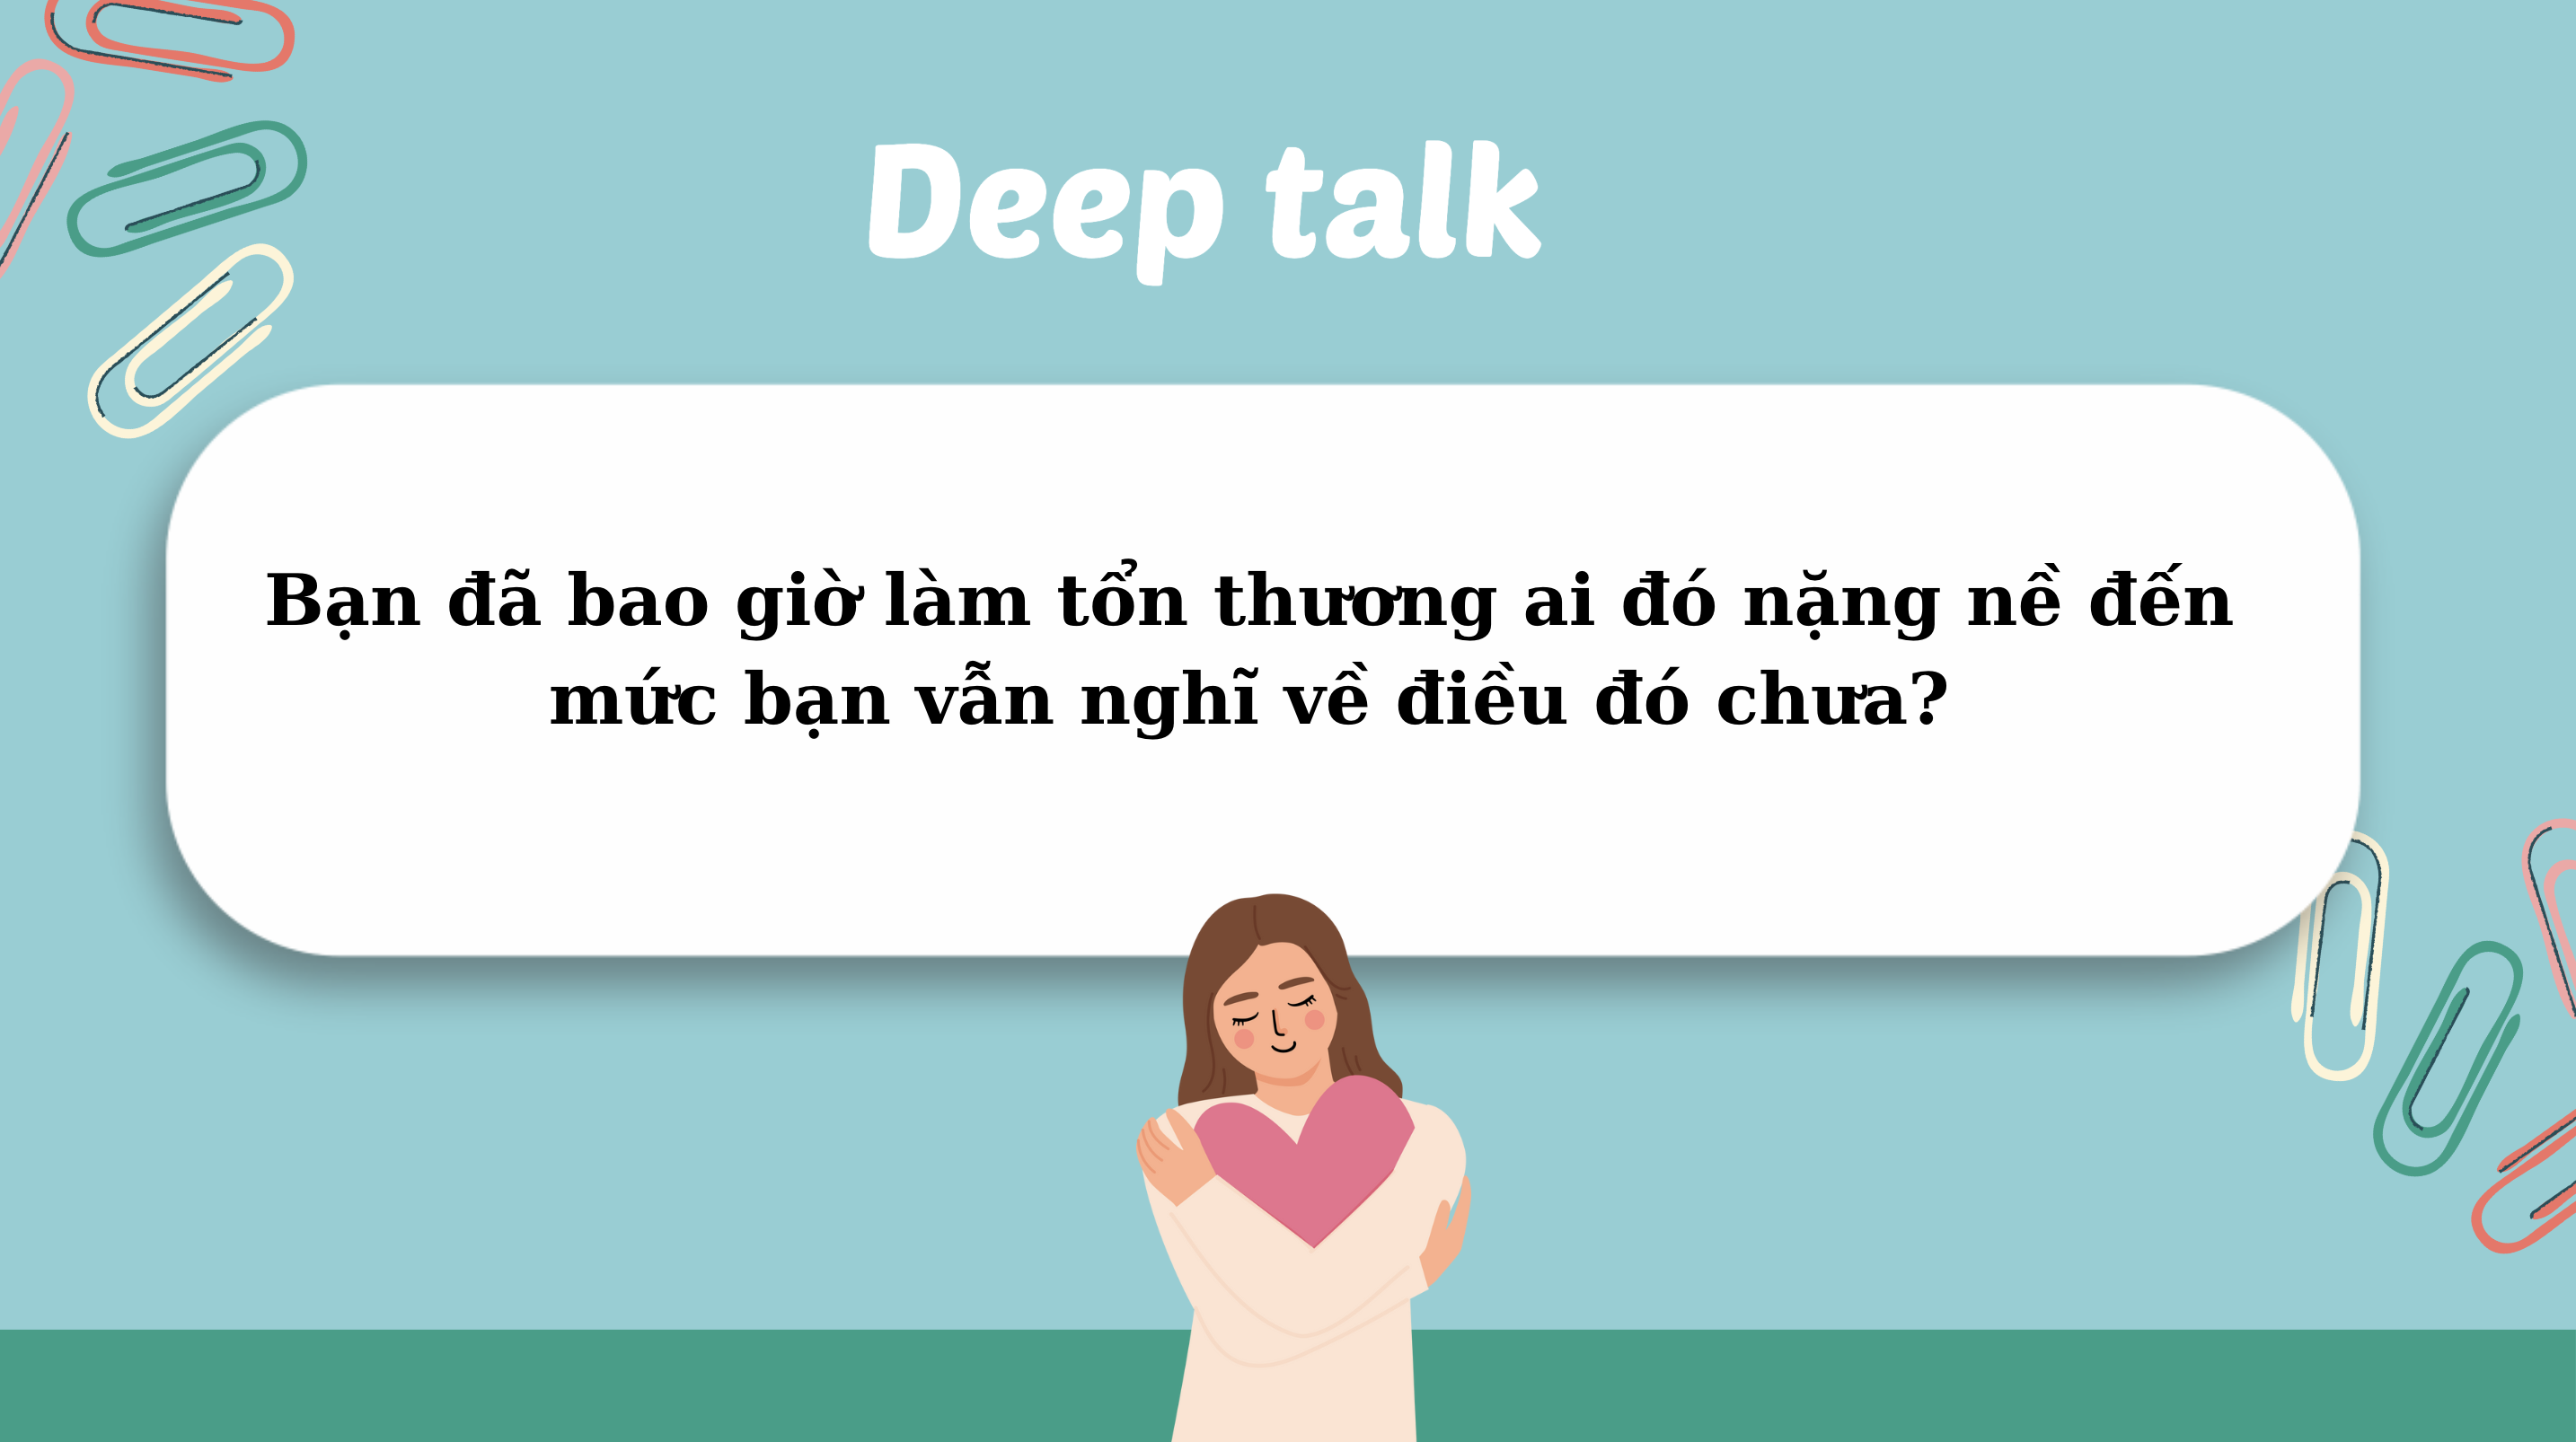 Deep talk
Bạn đã bao giờ làm tổn thương ai đó nặng nề đến
mức bạn vẫn nghĩ về điều đó chưa?